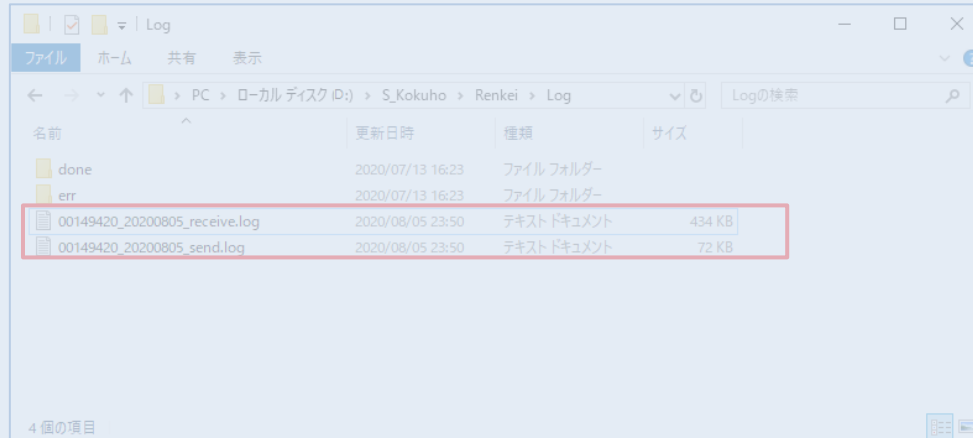 Log
ファイル ホーム 共有 表示
PC > ローカル ディスク (D:) > S_Kokuho > Renkei > Log Logの検索
名前 更新日時 種類 サイズ
done 2020/07/13 16:23 ファイル フォルダー
err 2020/07/13 16:23 ファイル フォルダー
00149420_20200805_receive.log 2020/08/05 23:50 テキスト ドキュメント 434 KB
00149420_20200805_send.log 2020/08/05 23:50 テキスト ドキュメント 72 KB
4 個の項目